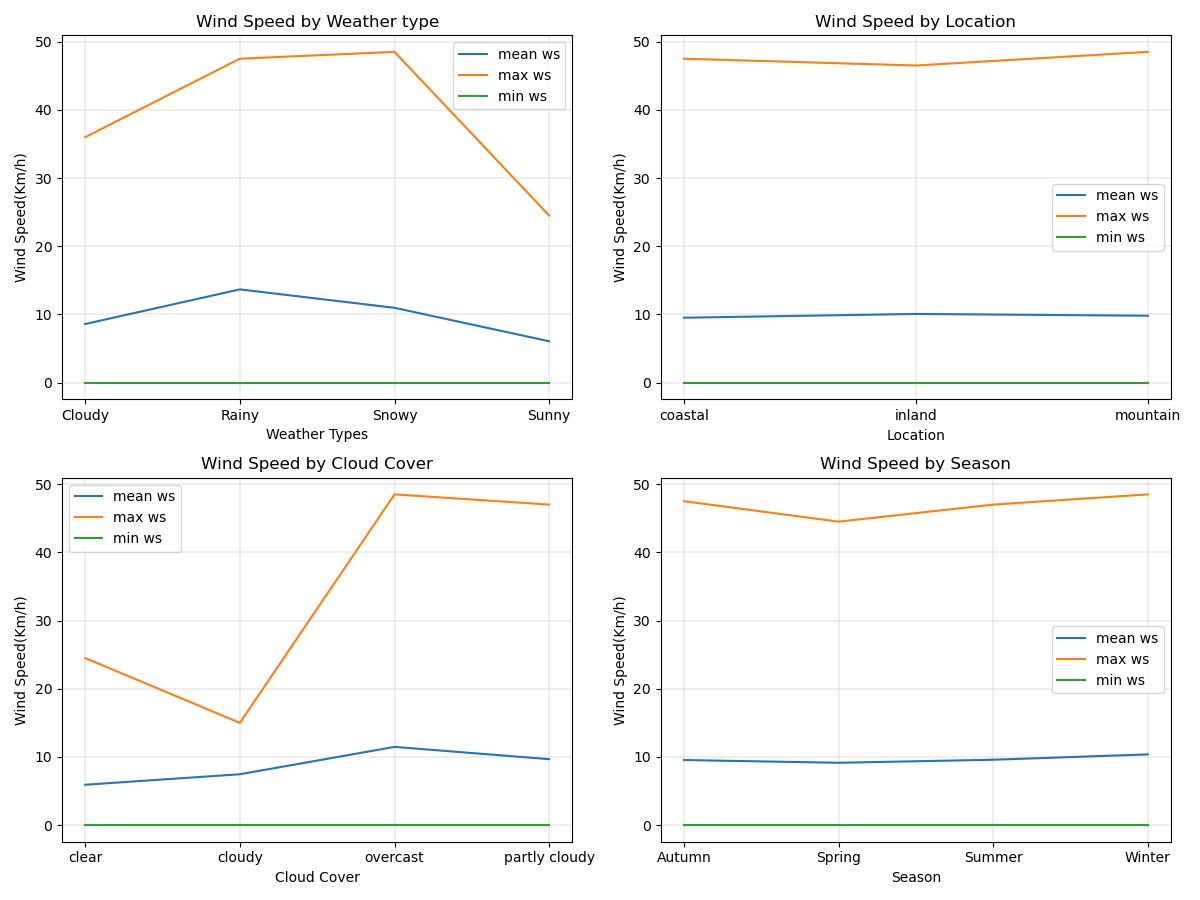 Wind Speed by Weather type
50
40
30
20
10
0
Wind Speed(Km/h)
mean ws
max ws
min ws
Cloudy Rainy Snowy Sunny
Weather Types
Wind Speed by Location
50
40
30
20
10
0
Wind Speed(Km/h)
mean ws
max ws
min ws
coastal inland mountain
Location
Wind Speed by Cloud Cover
50
40
30
20
10
0
Wind Speed(Km/h)
mean ws
max ws
min ws
clear cloudy overcast partly cloudy
Cloud Cover
Wind Speed by Season
50
40
30
20
10
0
Wind Speed(Km/h)
mean ws
max ws
min ws
Autumn Spring Summer Winter
Season